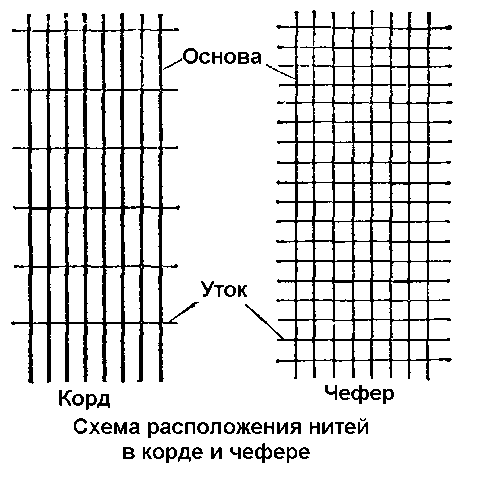 Основа
Уток
Корд
Чефер
Схема расположения нитей
в корде и чефере